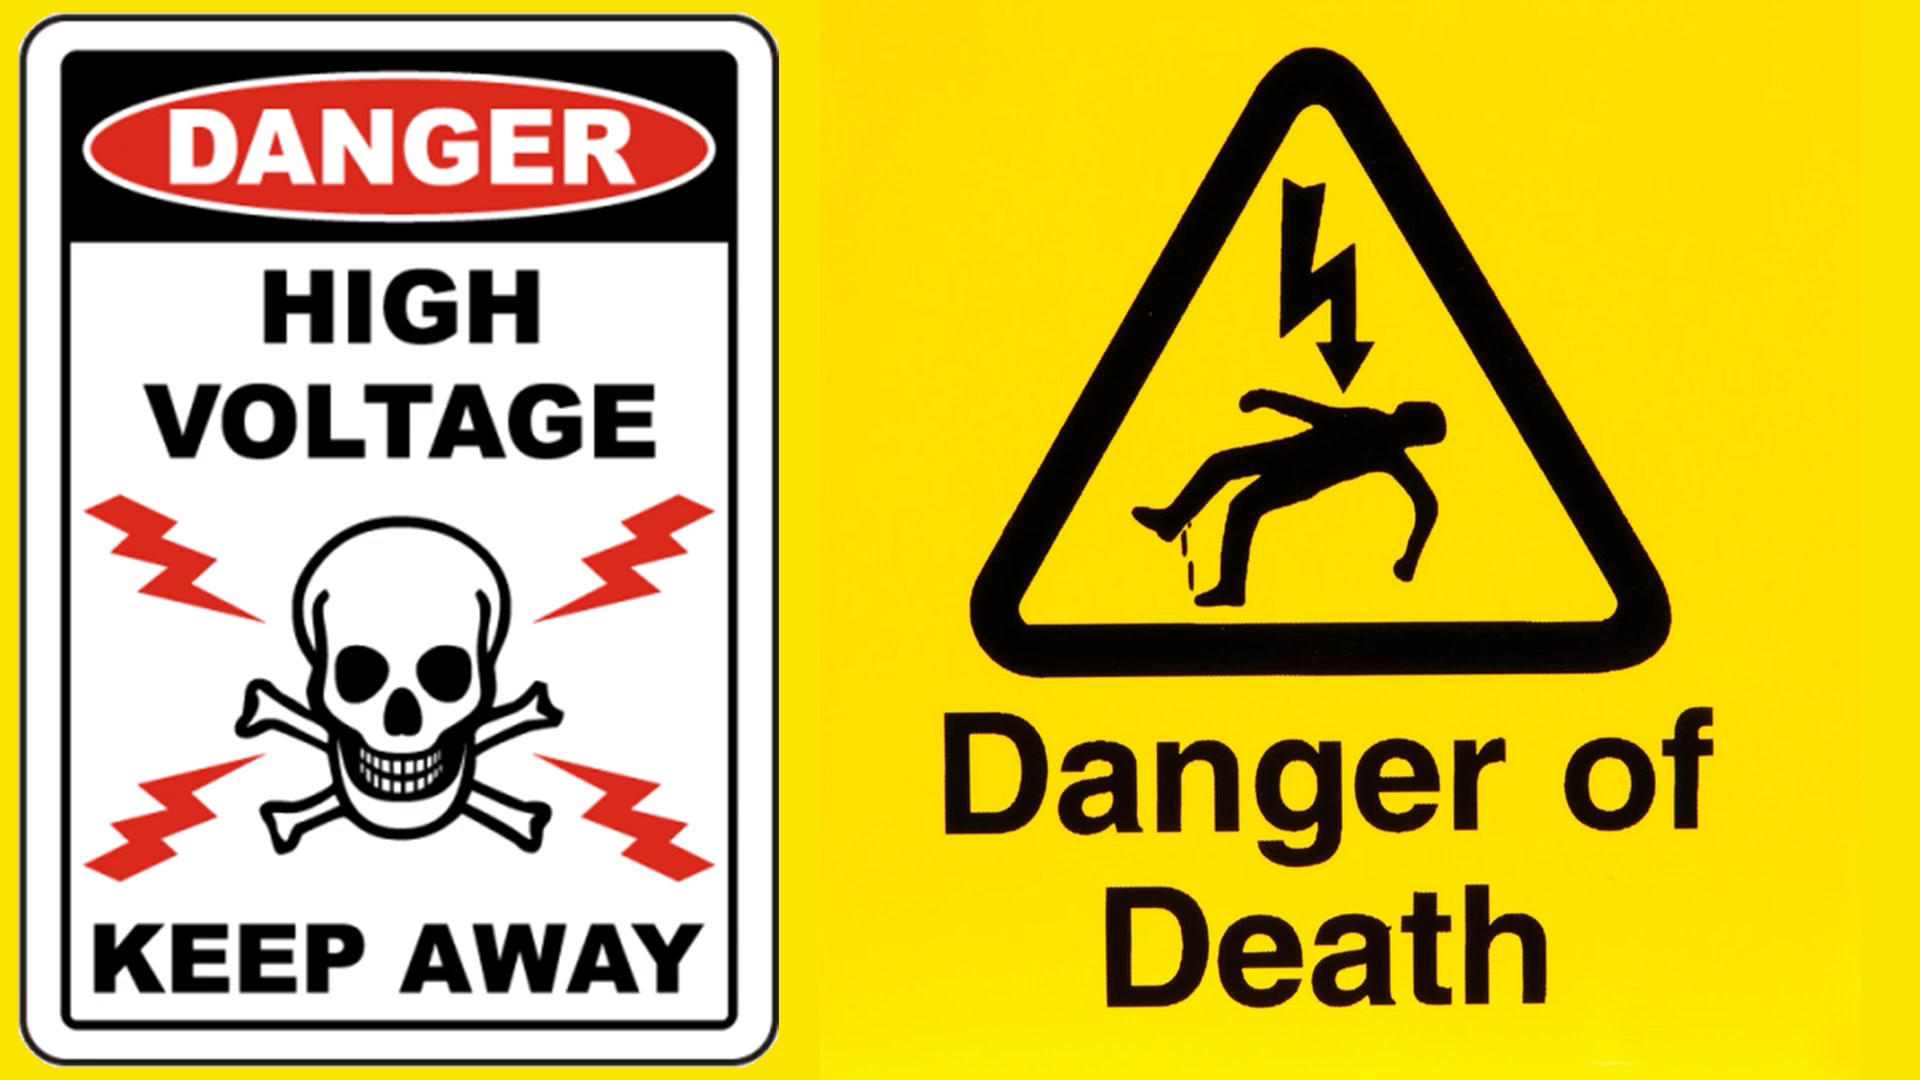 DANGER
HIGH
VOLTAGE
KEEP AWAY
Danger of
Death